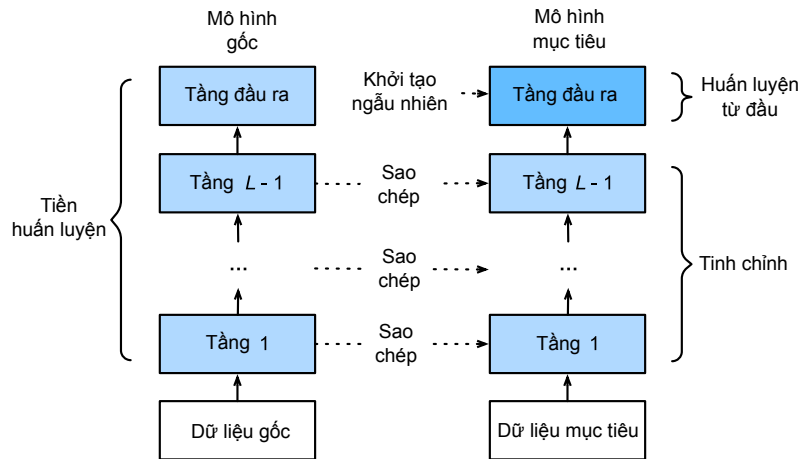 Mô hình
gốc
Mô hình
mục tiêu
Tầng đầu ra
Khởi tạo
ngẫu nhiên
Tầng đầu ra
Huấn luyện
từ đầu
Tầng L - 1
Sao
chép
Tầng L - 1
Tiền
huấn luyện
...
Sao
chép
...
Tinh chỉnh
Tầng 1
Sao
chép
Tầng 1
Dữ liệu gốc
Dữ liệu mục tiêu